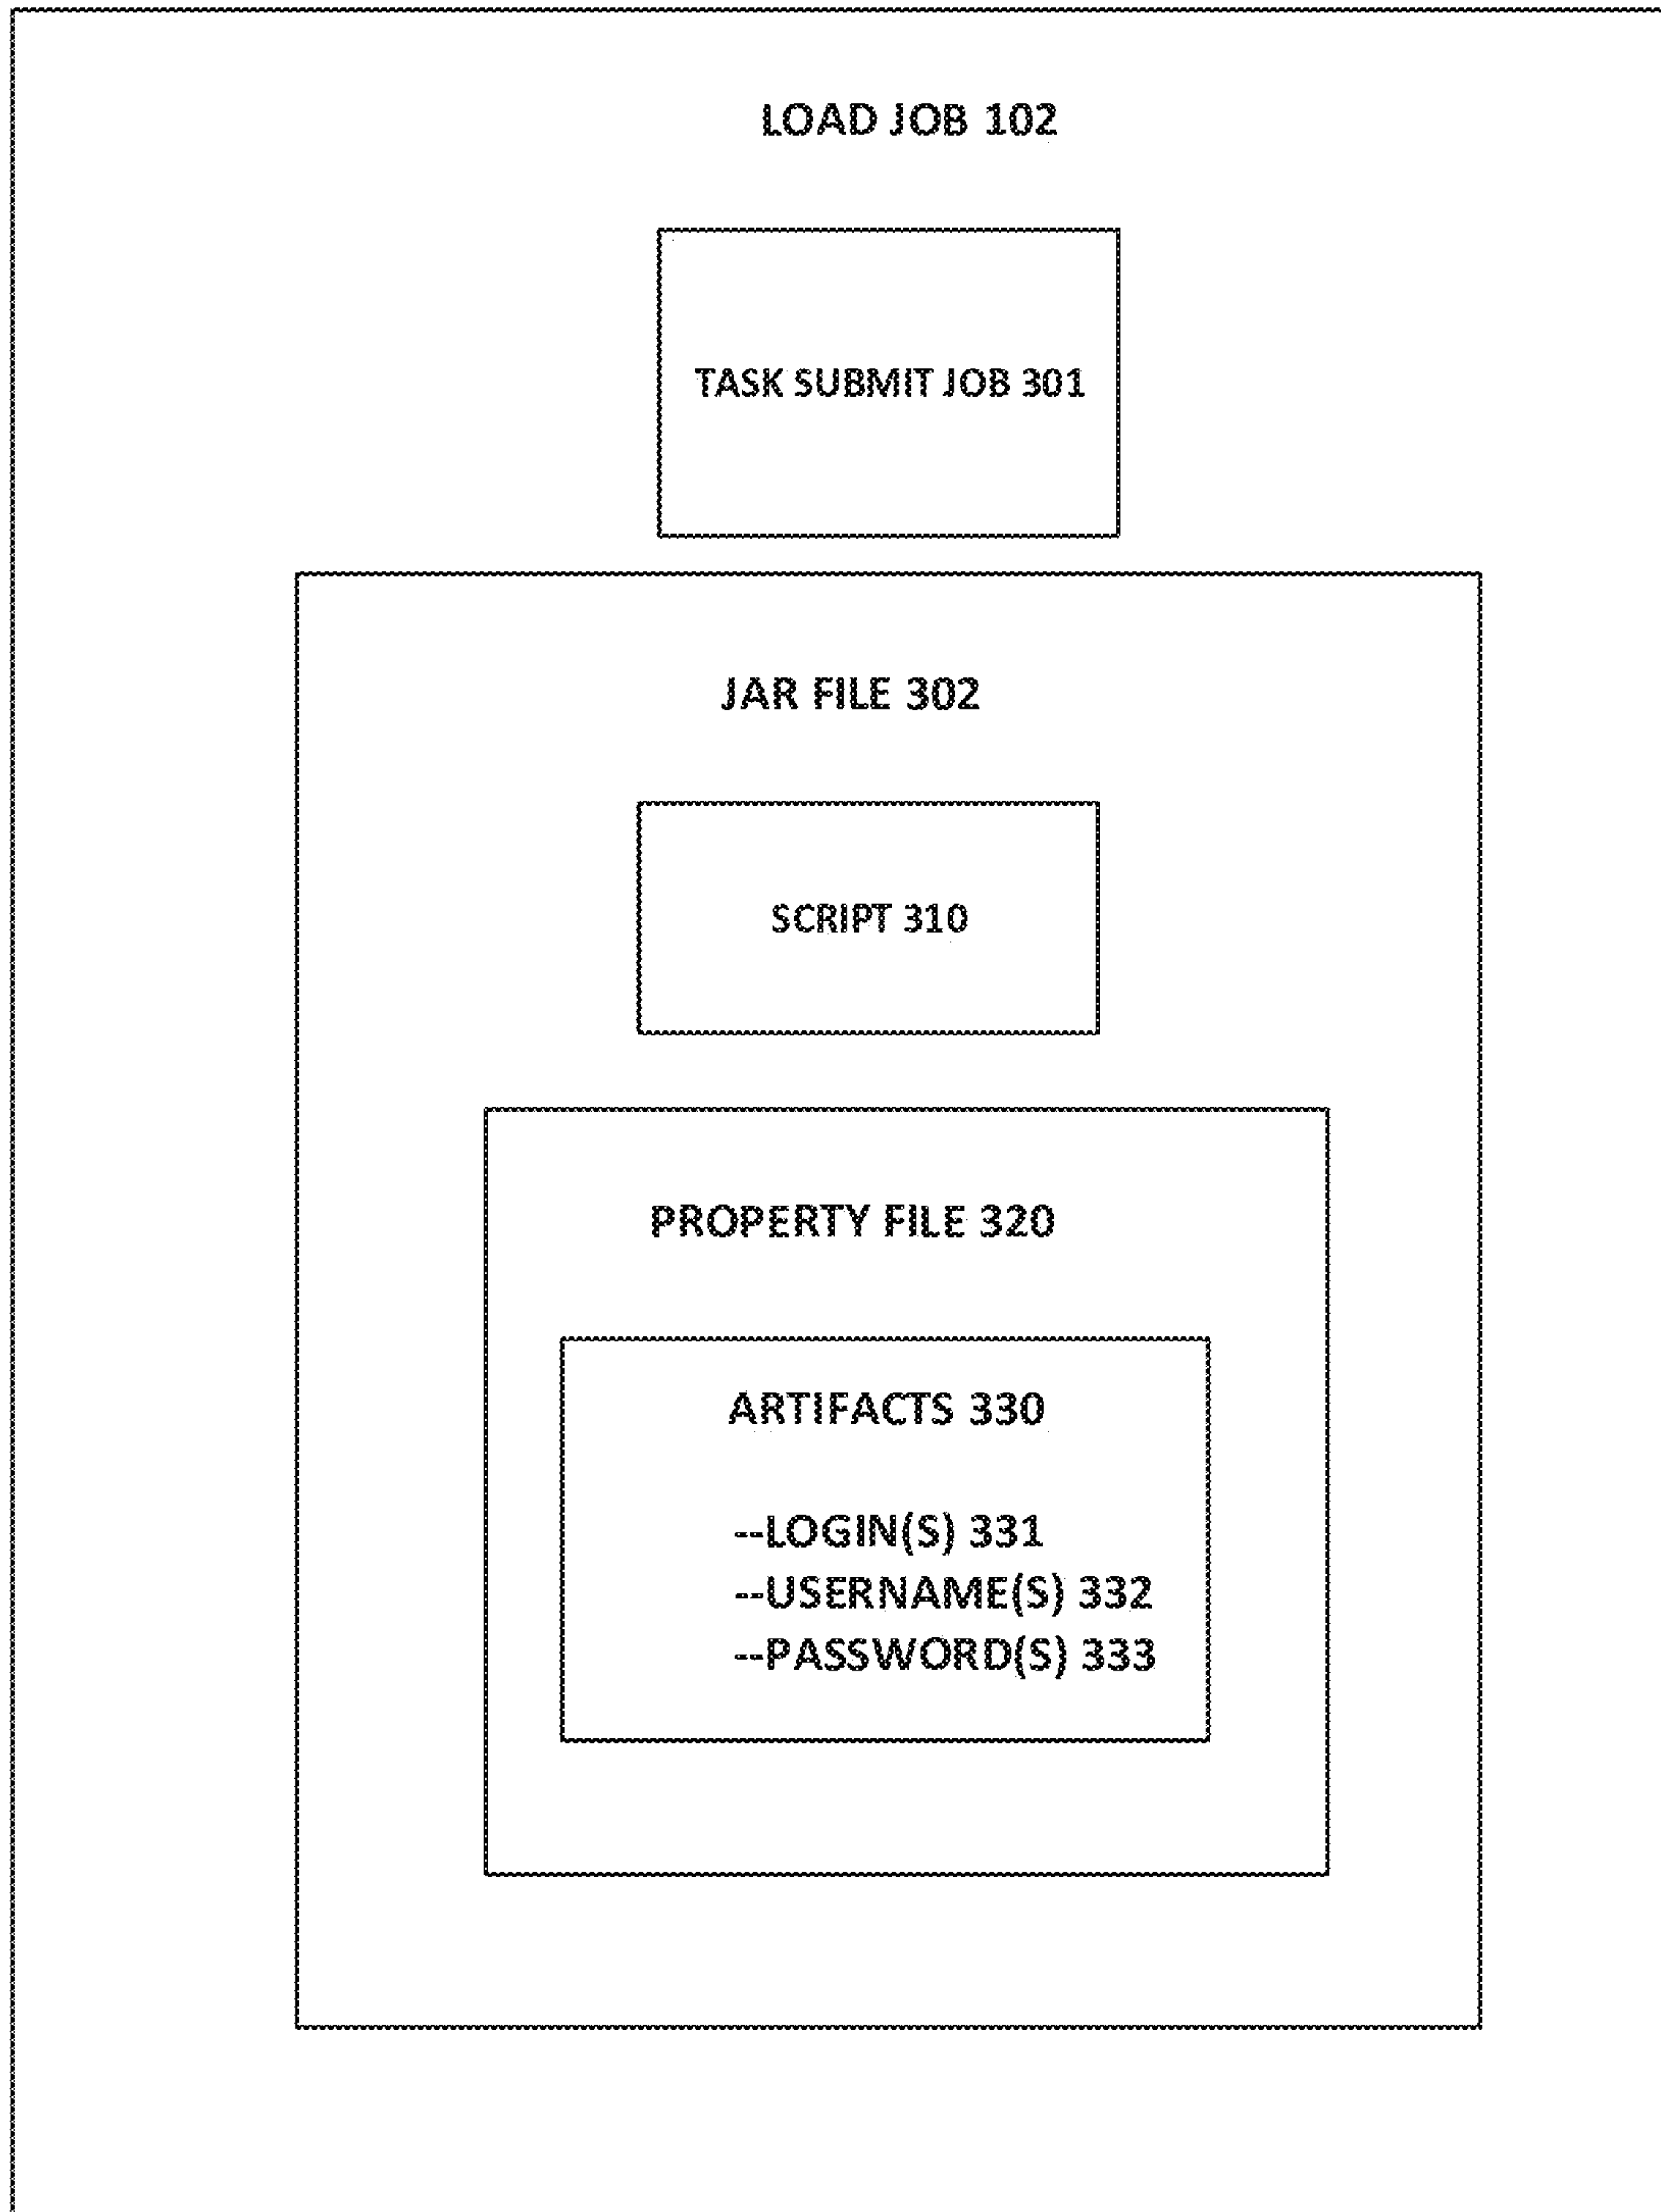 LOAD JOB 102
TASK SUBMIT JOB 301
JAR FILE 302
SCRIPT 310
PROPERTY FILE 320
ARTIFACTS 330
--LOGIN(S) 331
--USERNAME(S) 332
--PASSWORD(S) 333